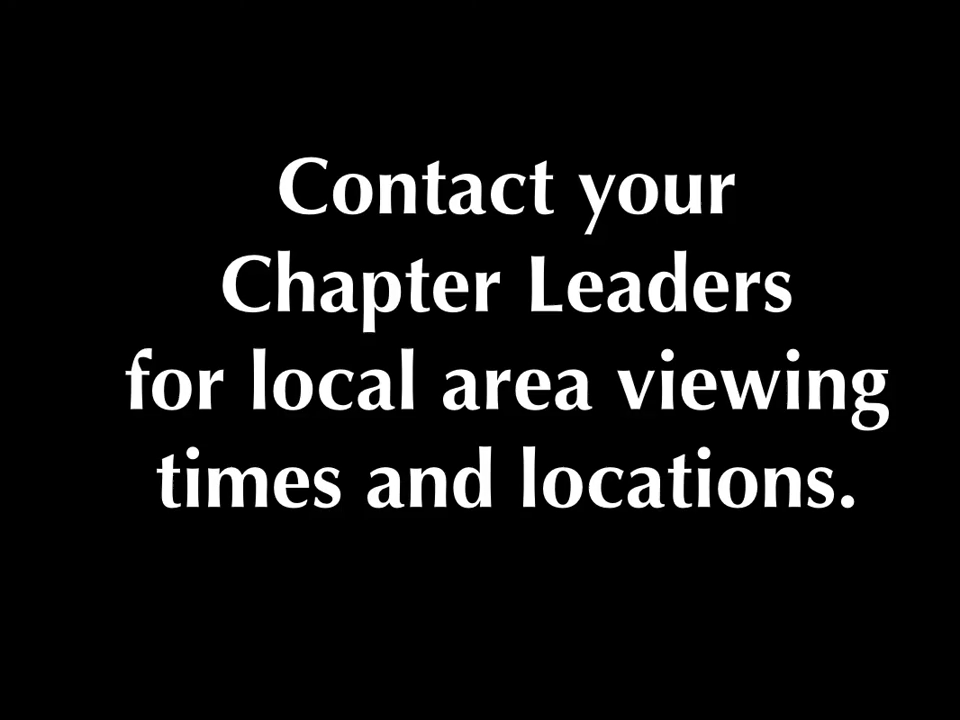 Contact your
Chapter Leaders
for local area viewing
times and locations.